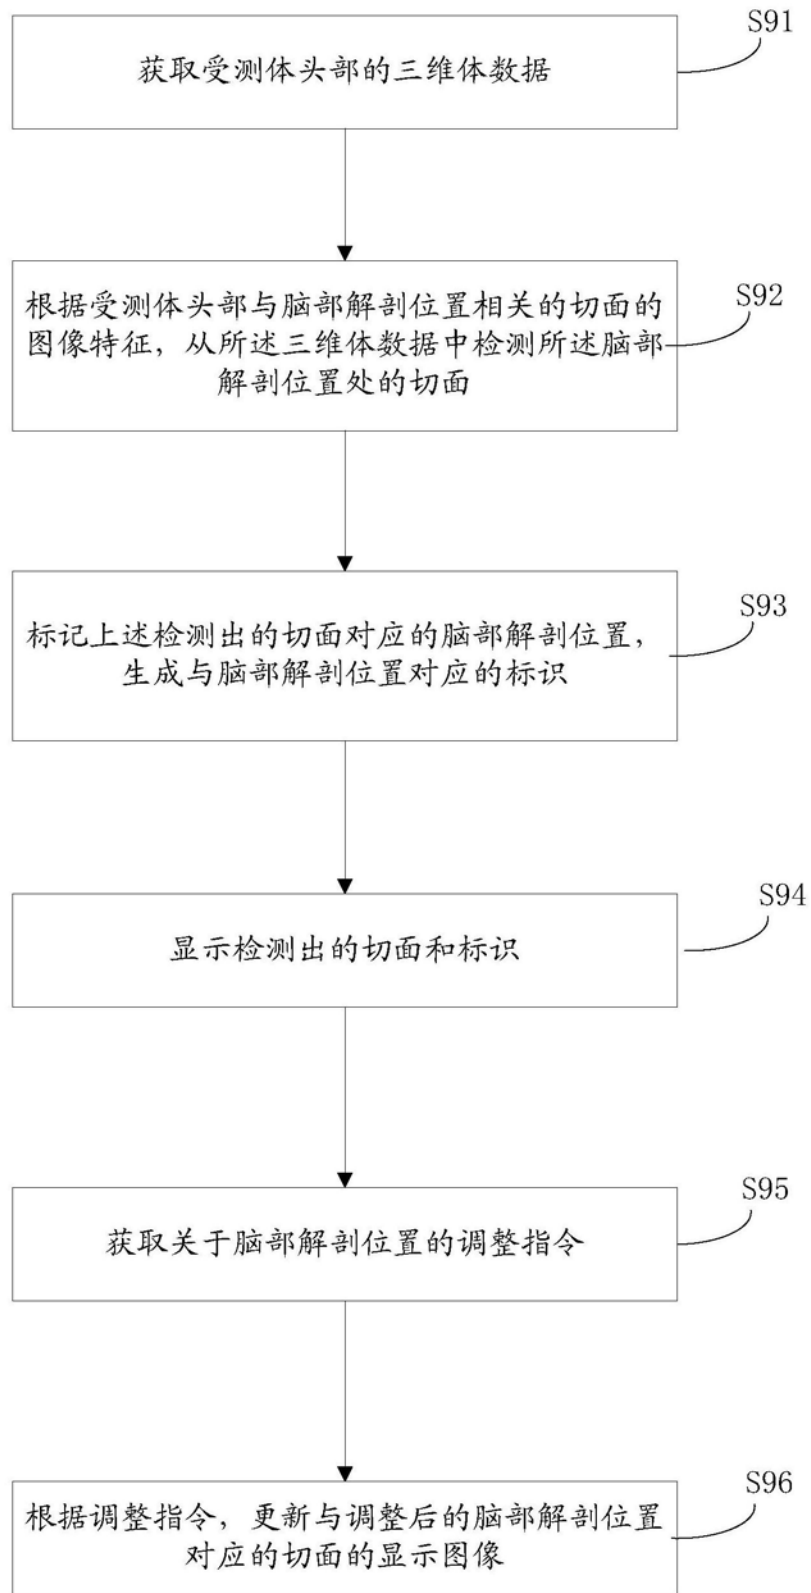 S91
获取受测体头部的三维体数据
S92
根据受测体头部与脑部解剖位置相关的切面的
图像特征，从所述三维体数据中检测所述脑部
解剖位置处的切面
S93
标记上述检测出的切面对应的脑部解剖位置，
生成与脑部解剖位置对应的标识
S94
显示检测出的切面和标识
S95
获取关于脑部解剖位置的调整指令
S96
根据调整指令，更新与调整后的脑部解剖位置
对应的切面的显示图像